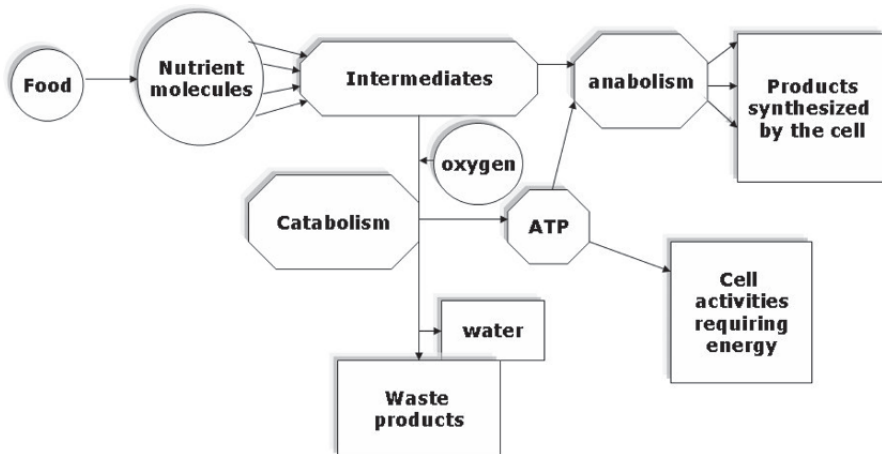 Food
Nutrient
molecules
Intermediates
anabolism
Products
synthesized
by the cell
oxygen
Catabolism
ATP
Cell
activities
requiring
energy
water
Waste
products